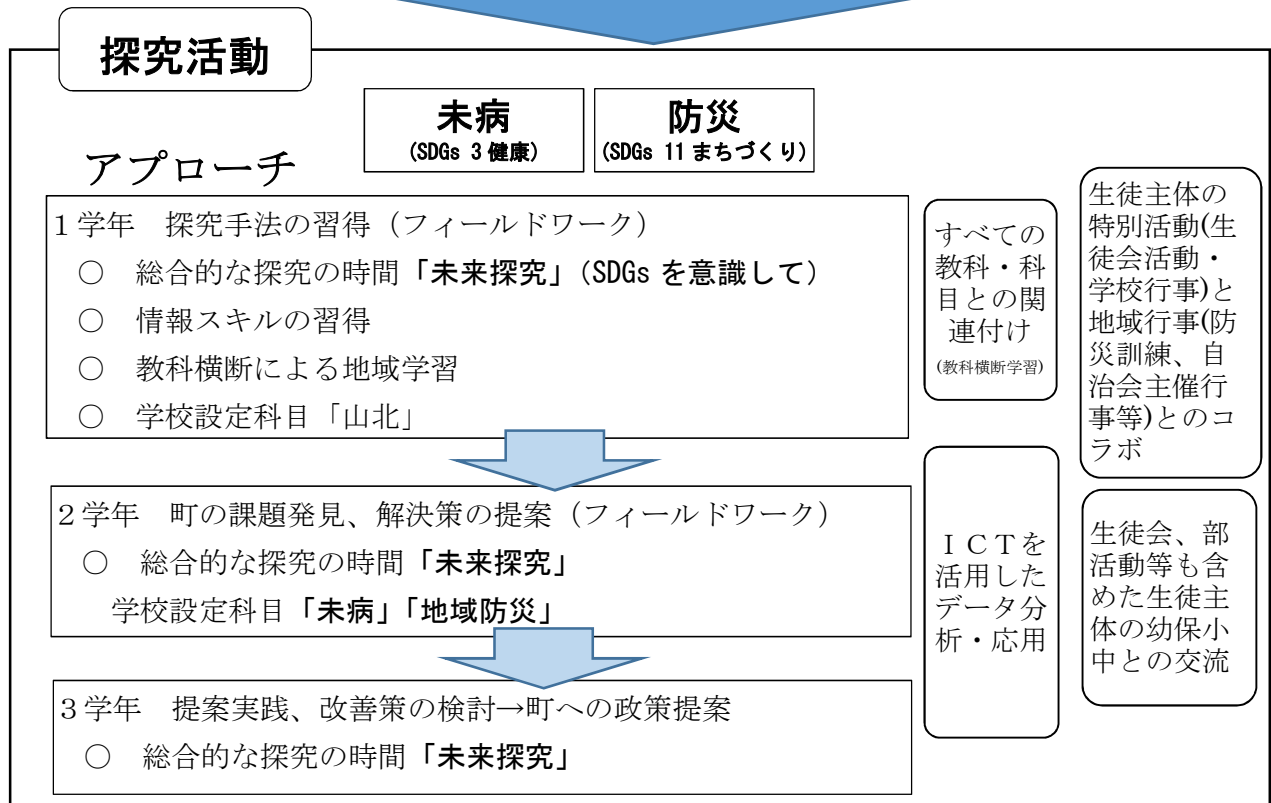 探究活動
未病
(SDGs 3 健康)
防災
(SDGs 11 まちづくり)
アプローチ
１学年　探究手法の習得（フィールドワーク）
○　総合的な探究の時間「未来探究」（SDGs を意識して）
○　情報スキルの習得
○　教科横断による地域学習
○　学校設定科目「山北」
２学年　町の課題発見、解決策の提案（フィールドワーク）
○　総合的な探究の時間「未来探究」
学校設定科目「未病」「地域防災」
３学年　提案実践、改善策の検討→町への政策提案
○　総合的な探究の時間「未来探究」
すべての
教科・科
目との関
連付け
(教科横断学習)
ＩＣＴを
活用した
データ分
析・応用
生徒主体の
特別活動(生
徒会活動・
学校行事)と
地域行事(防
災訓練、自
治会主催行
事等)とのコ
ラボ
生徒会、部
活動等も含
めた生徒主
体の幼保小
中との交流